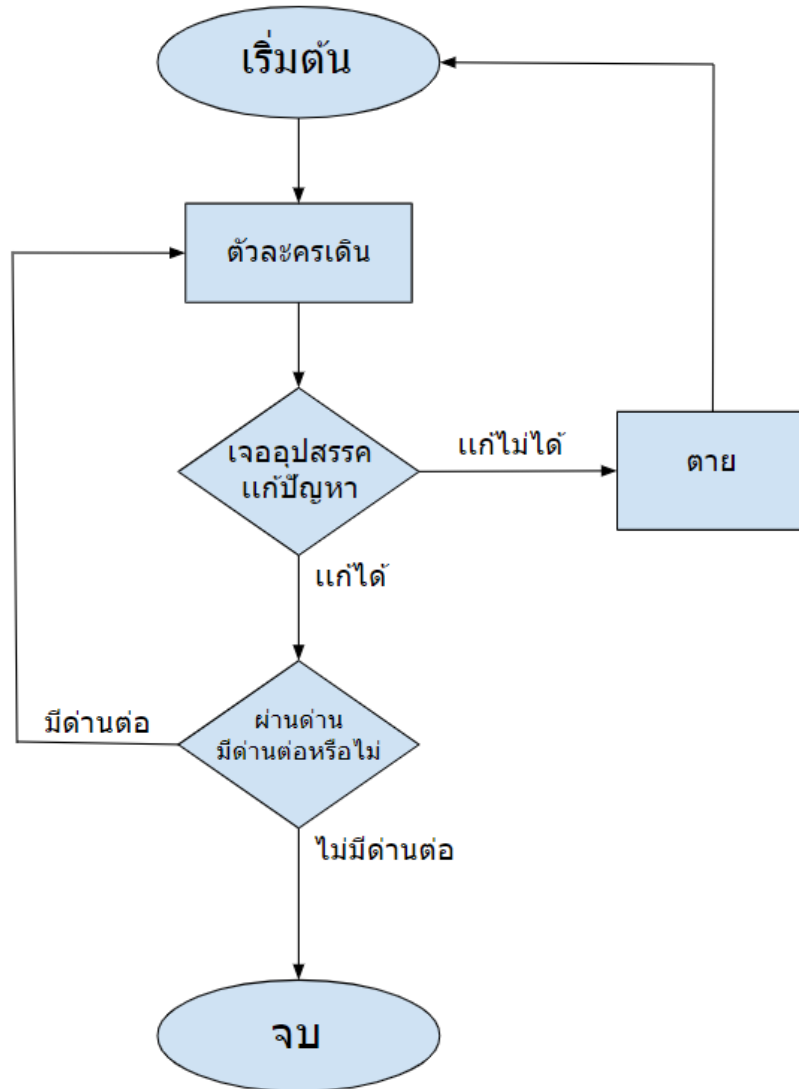 เริ่มต้น
ตัวละครเดิน
เจออุปสรรค
แก้ปัญหา
แก้ไม่ได้
ตาย
แก้ได้
ผ่านด่าน
มีด่านต่อหรือไม่
มีด่านต่อ
ไม่มีด่านต่อ
จบ